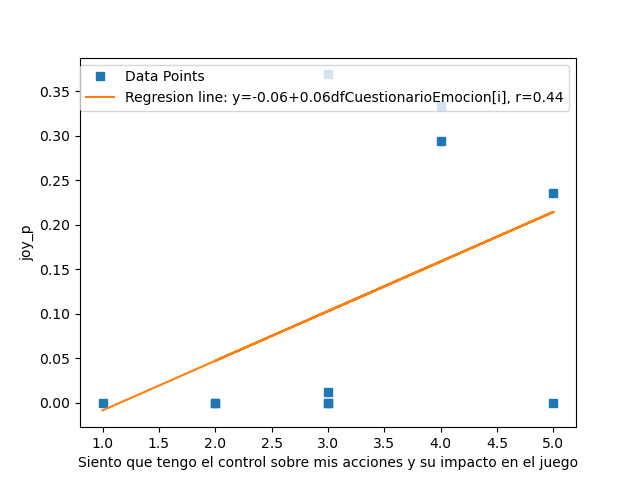 Data Points
Regresion line: y=-0.06+0.06dfCuestionarioEmocion[i], r=0.44
0.35
0.30
0.25
0.20
0.15
0.10
0.05
0.00
joy_p
1.0 1.5 2.0 2.5 3.0 3.5 4.0 4.5 5.0
Siento que tengo el control sobre mis acciones y su impacto en el juego